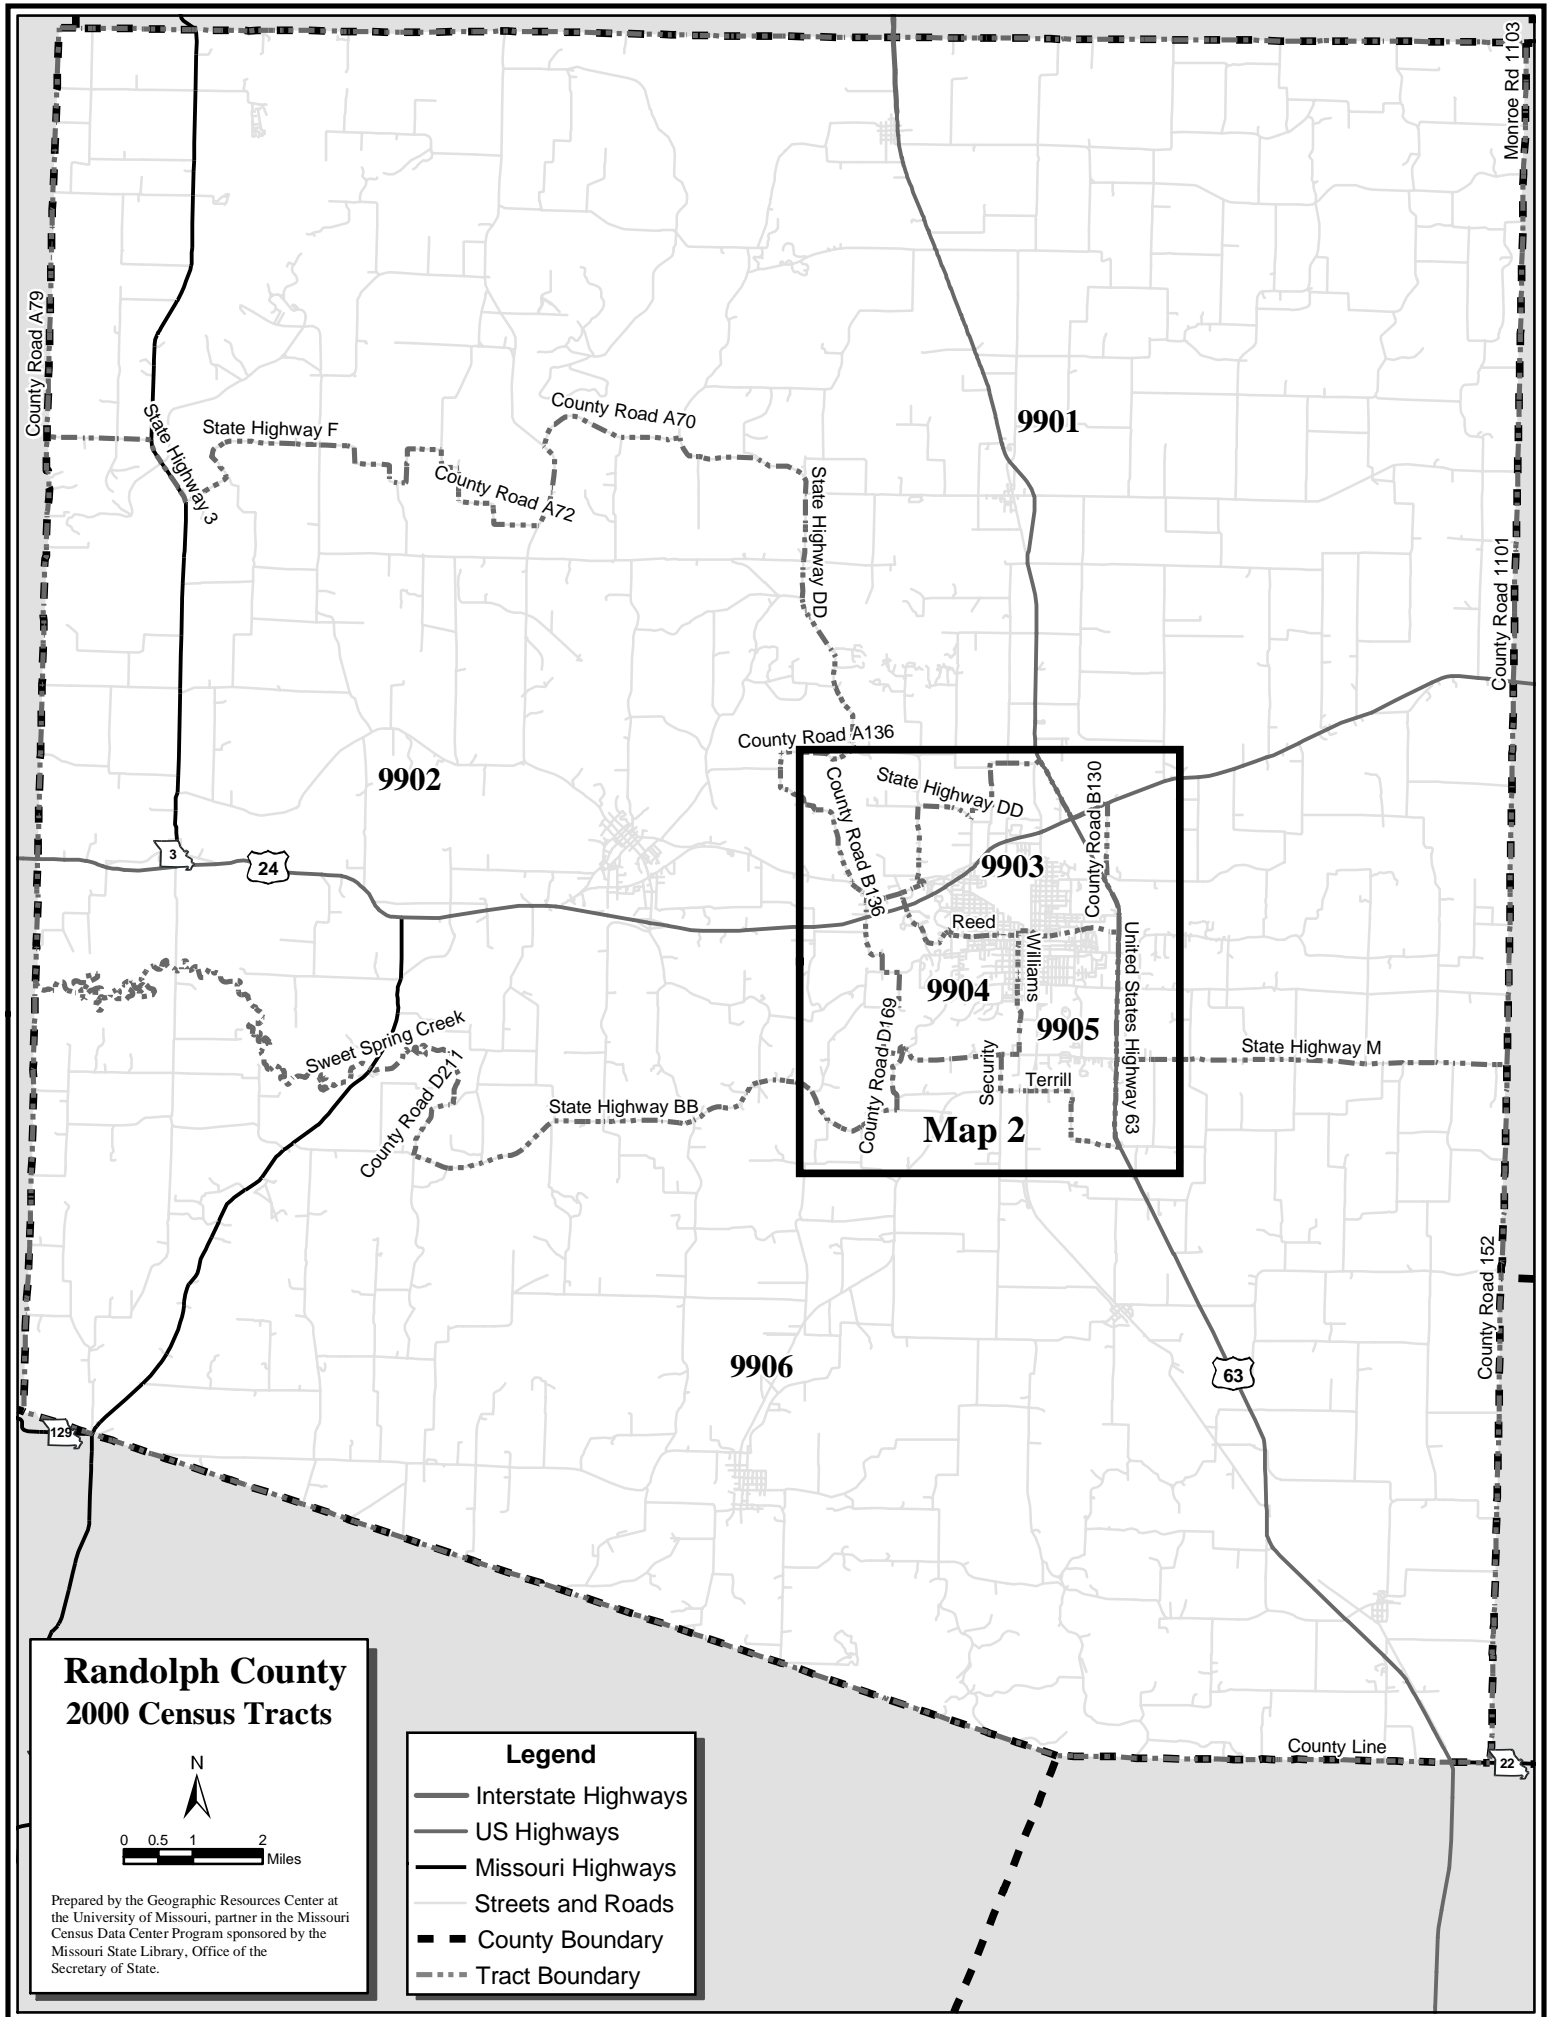 Monroe Rd 1103
County Road A79
State Highway 3
State Highway F
County Road A70
County Road A72
9901
State Highway DD
County Road 1101
County Road A136
9902
State Highway DD
County Road B130
County Road B136
9903
3
24
Reed
Williams
United States Highway 63
9904
9905
Sweet Spring Creek
County Road D211
County Road D169
State Highway M
Security
Terrill
State Highway BB
Map 2
County Road 152
9906
63
129
Randolph County
2000 Census Tracts
N
0 0.5 1 2
Miles
Prepared by the Geographic Resources Center at
the University of Missouri, partner in the Missouri
Census Data Center Program sponsored by the
Missouri State Library, Office of the
Secretary of State.
Legend
Interstate Highways
US Highways
Missouri Highways
Streets and Roads
County Boundary
Tract Boundary
County Line
22